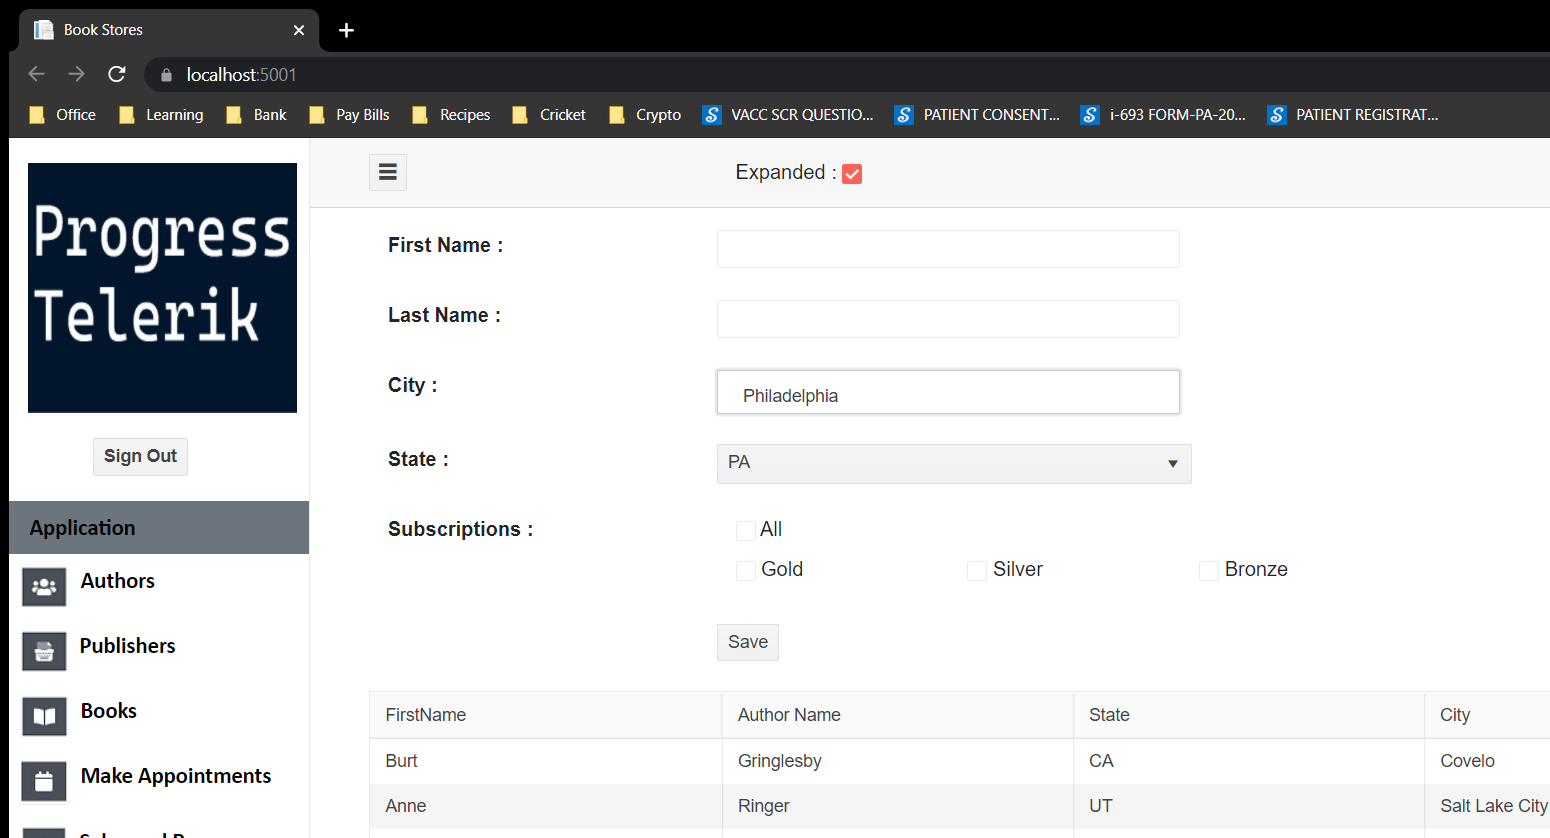 Book Stores
localhost:5001
Office Learning Bank Pay Bills Recipes Cricket Crypto VACC SCR QUESTIO... PATIENT CONSENT... i-693 FORM-PA-20... PATIENT REGISTRAT...
Progress
Telerik
Sign Out
Application
Authors
Publishers
Books
Make Appointments
Expanded :
First Name :
Last Name :
City :
Philadelphia
State :
PA
Subscriptions :
All
Gold Silver Bronze
Save
FirstName Author Name State City
Burt Gringlesby CA Covelo
Anne Ringer UT Salt Lake City